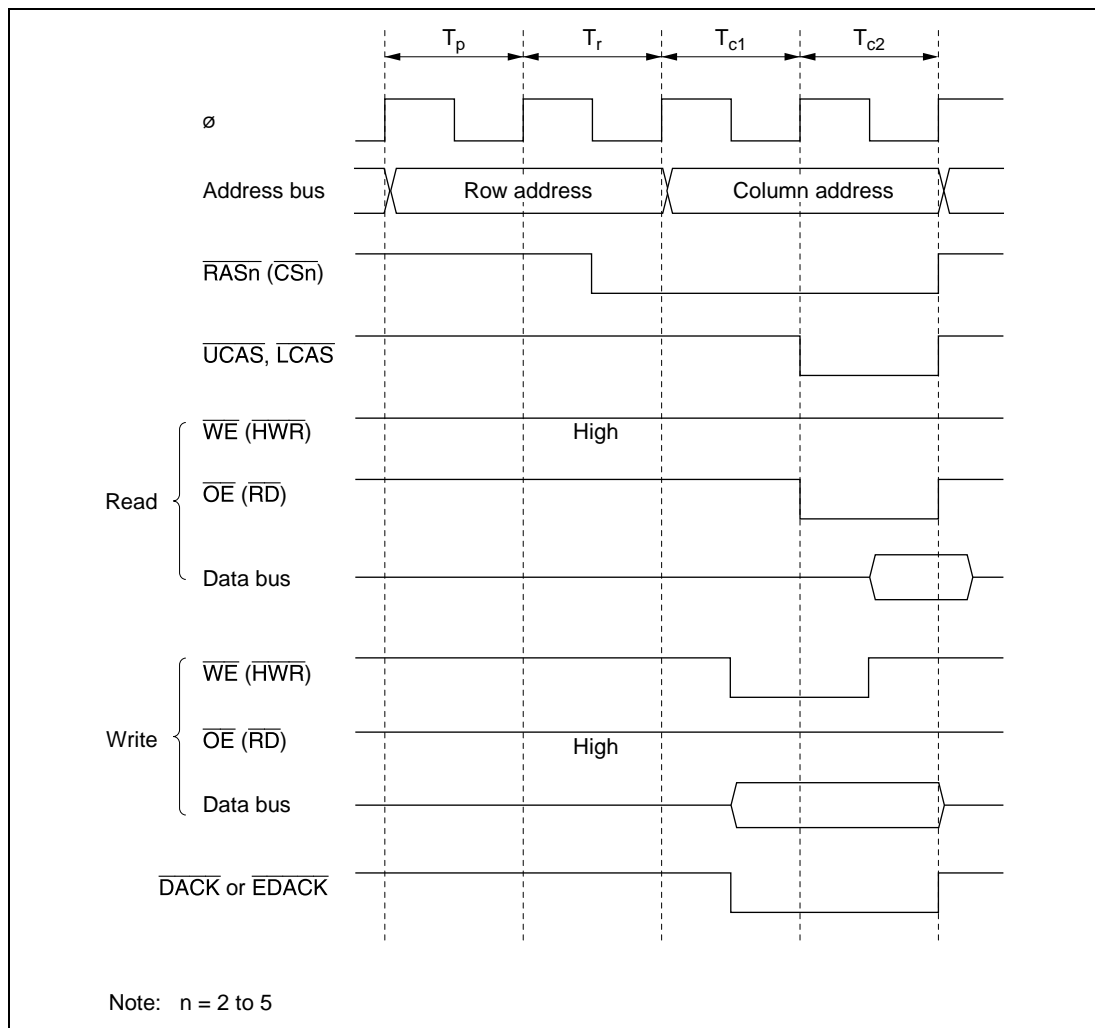 Tp Tr Tc1 Tc2
ø
Address bus Row address Column address
RASn (CSn)
UCAS, LCAS
WE (HWR) High
Read OE (RD)
Data bus
WE (HWR)
Write OE (RD) High
Data bus
DACK or EDACK
Note: n = 2 to 5